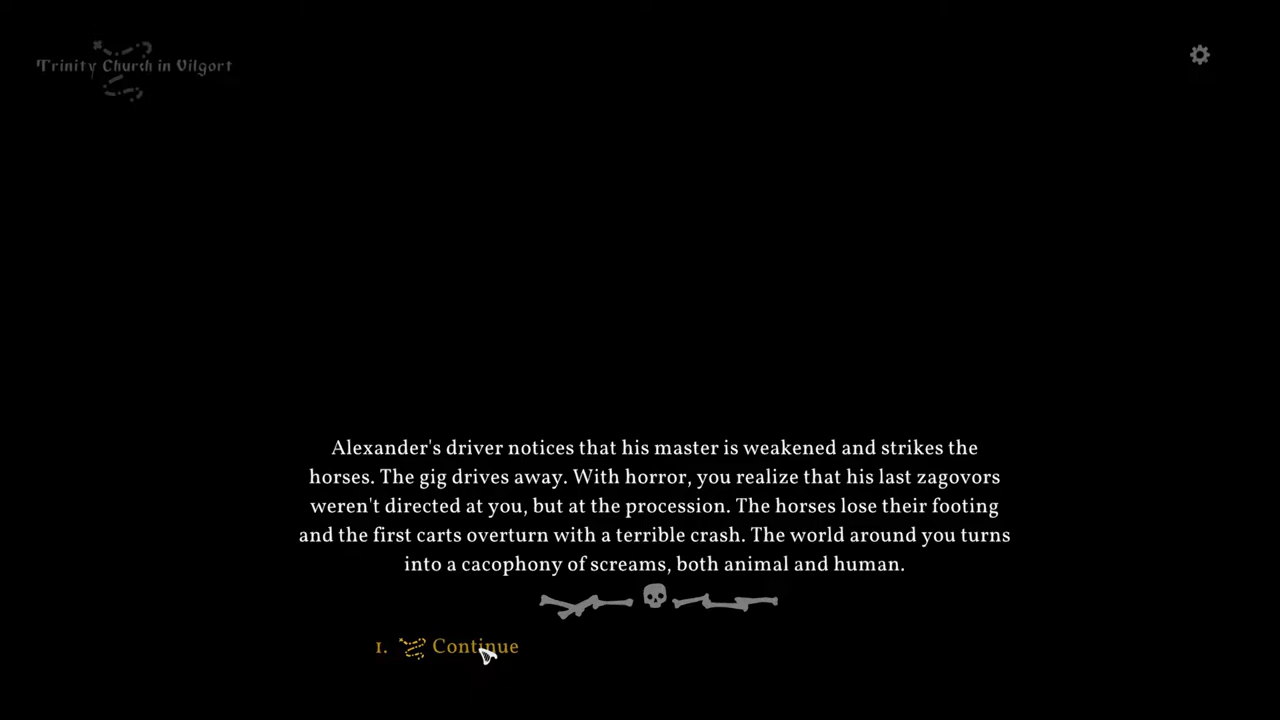 Trinity Church in Vilgort
Alexander's driver notices that his master is weakened and strikes the
horses. The gig drives away. With horror, you realize that his last zagovors
weren't directed at you, but at the procession. The horses lose their footing
and the first carts overturn with a terrible crash. The world around you turns
into a cacophony of screams, both animal and human.
1. Continue